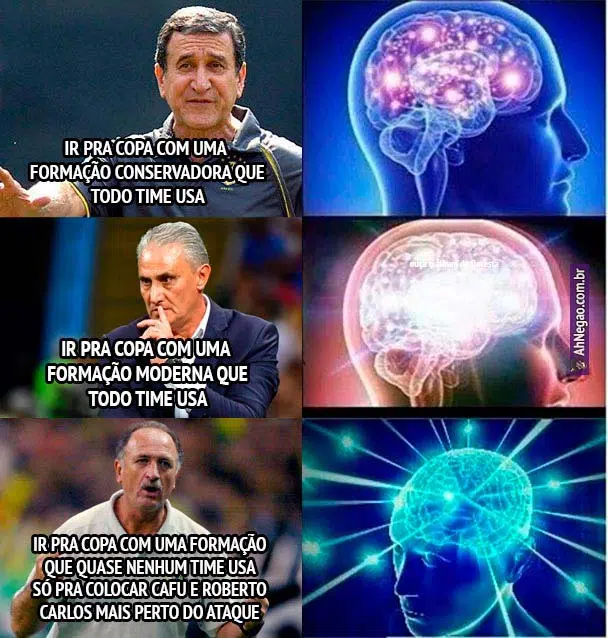 IR PRA COPA COM UMA
FORMAÇÃO CONSERVADORA QUE
TODO TIME USA
IR PRA COPA COM UMA
FORMAÇÃO MODERNA QUE
TODO TIME USA
AhNegao.com.br
IR PRA COPA COM UMA FORMAÇÃO
QUE QUASE NENHUM TIME USA
SÓ PRA COLOCAR CAFU E ROBERTO
CARLOS MAIS PERTO DO ATAQUE